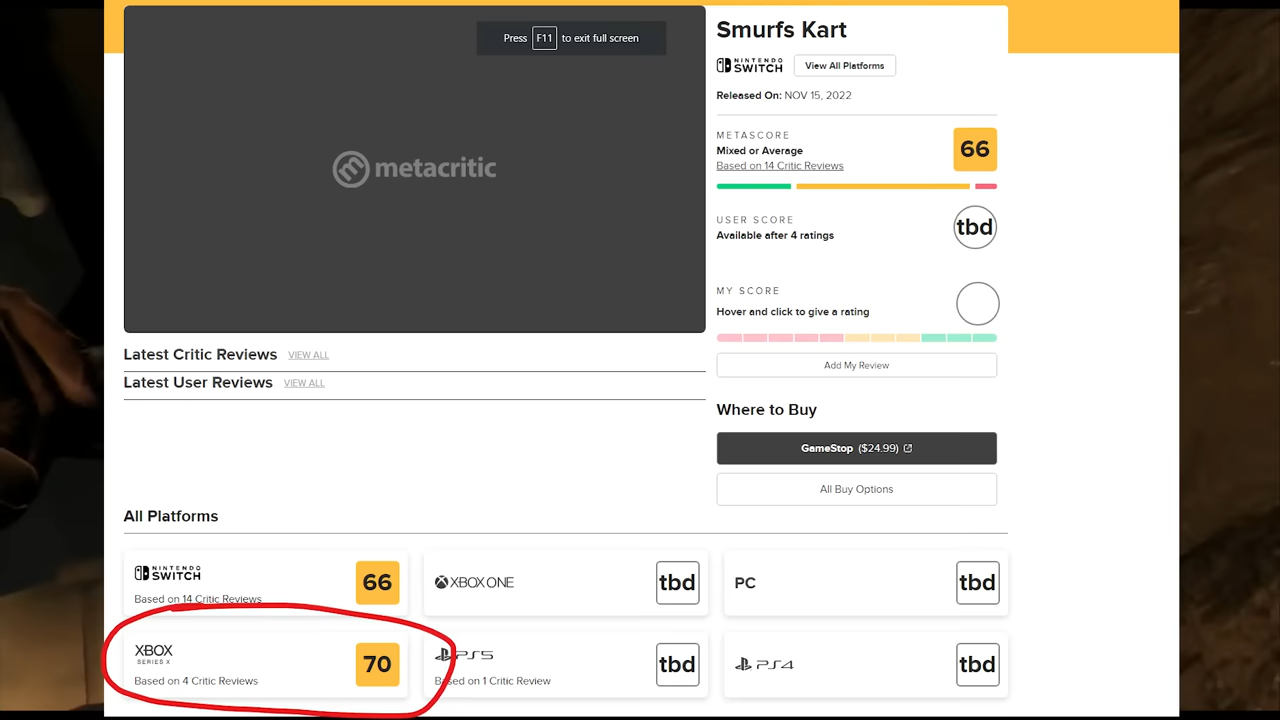 Press F11 to exit full screen
metacritic
Smurfs Kart
NINTENDO SWITCH
View All Platforms
Released On: NOV 15, 2022
METASCORE
Mixed or Average
Based on 14 Critic Reviews
66
USER SCORE
Available after 4 ratings
tbd
MY SCORE
Hover and click to give a rating
Add My Review
Latest Critic Reviews VIEW ALL
Latest User Reviews VIEW ALL
Where to Buy
GameStop ($24.99)
All Buy Options
All Platforms
NINTENDO SWITCH
Based on 14 Critic Reviews
66
XBOX ONE
tbd
PC
tbd
XBOX
SERIES X
Based on 4 Critic Reviews
70
PS5
Based on 1 Critic Review
tbd
PS4
tbd